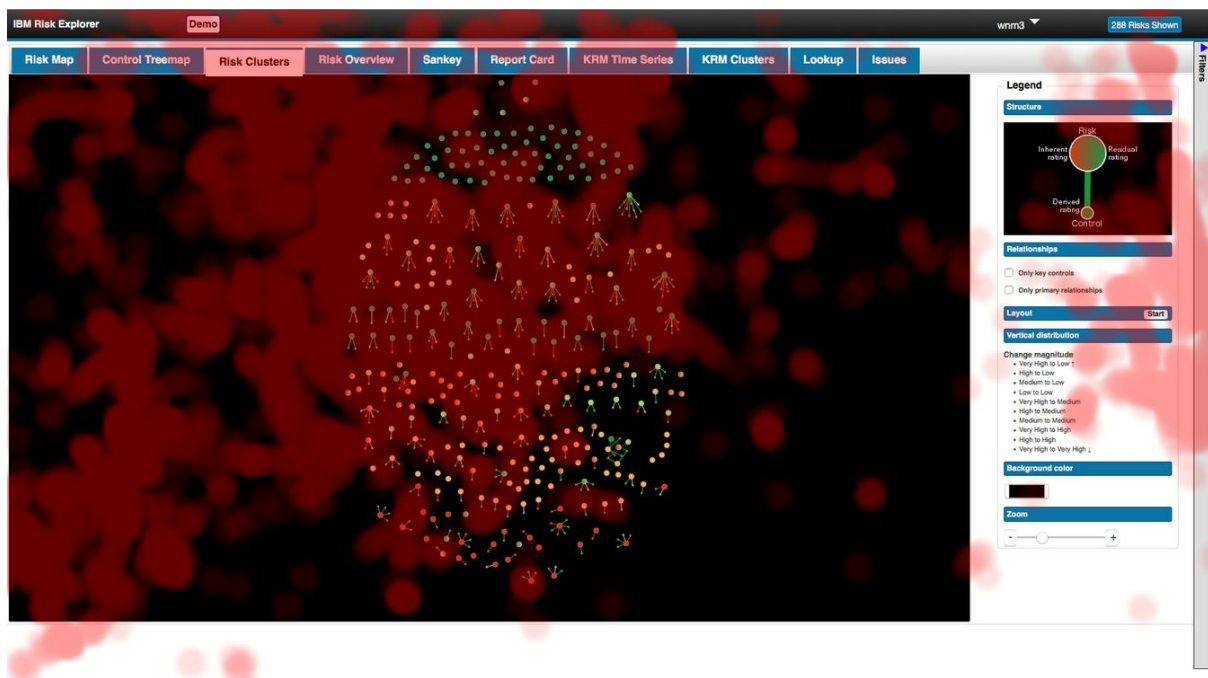 IBM Risk Explorer Demo wnm3 288 Risks Shown
Risk Map Control Treemap Risk Clusters Risk Overview Sankey Report Card KRM Time Series KRM Clusters Lookup Issues
Filters
Legend
Structure
Risk
Inherent rating
Residual rating
Derived rating
Control
Relationships
Only key controls
Only primary relationships
Layout Start
Vertical distribution
Change magnitude
• Very High to Low ↑
• High to Low
• Medium to Low
• Low to Low
• Very High to Medium
• High to Medium
• Medium to Medium
• Very High to High
• High to High
• Very High to Very High ↓
Background color
Zoom
- +